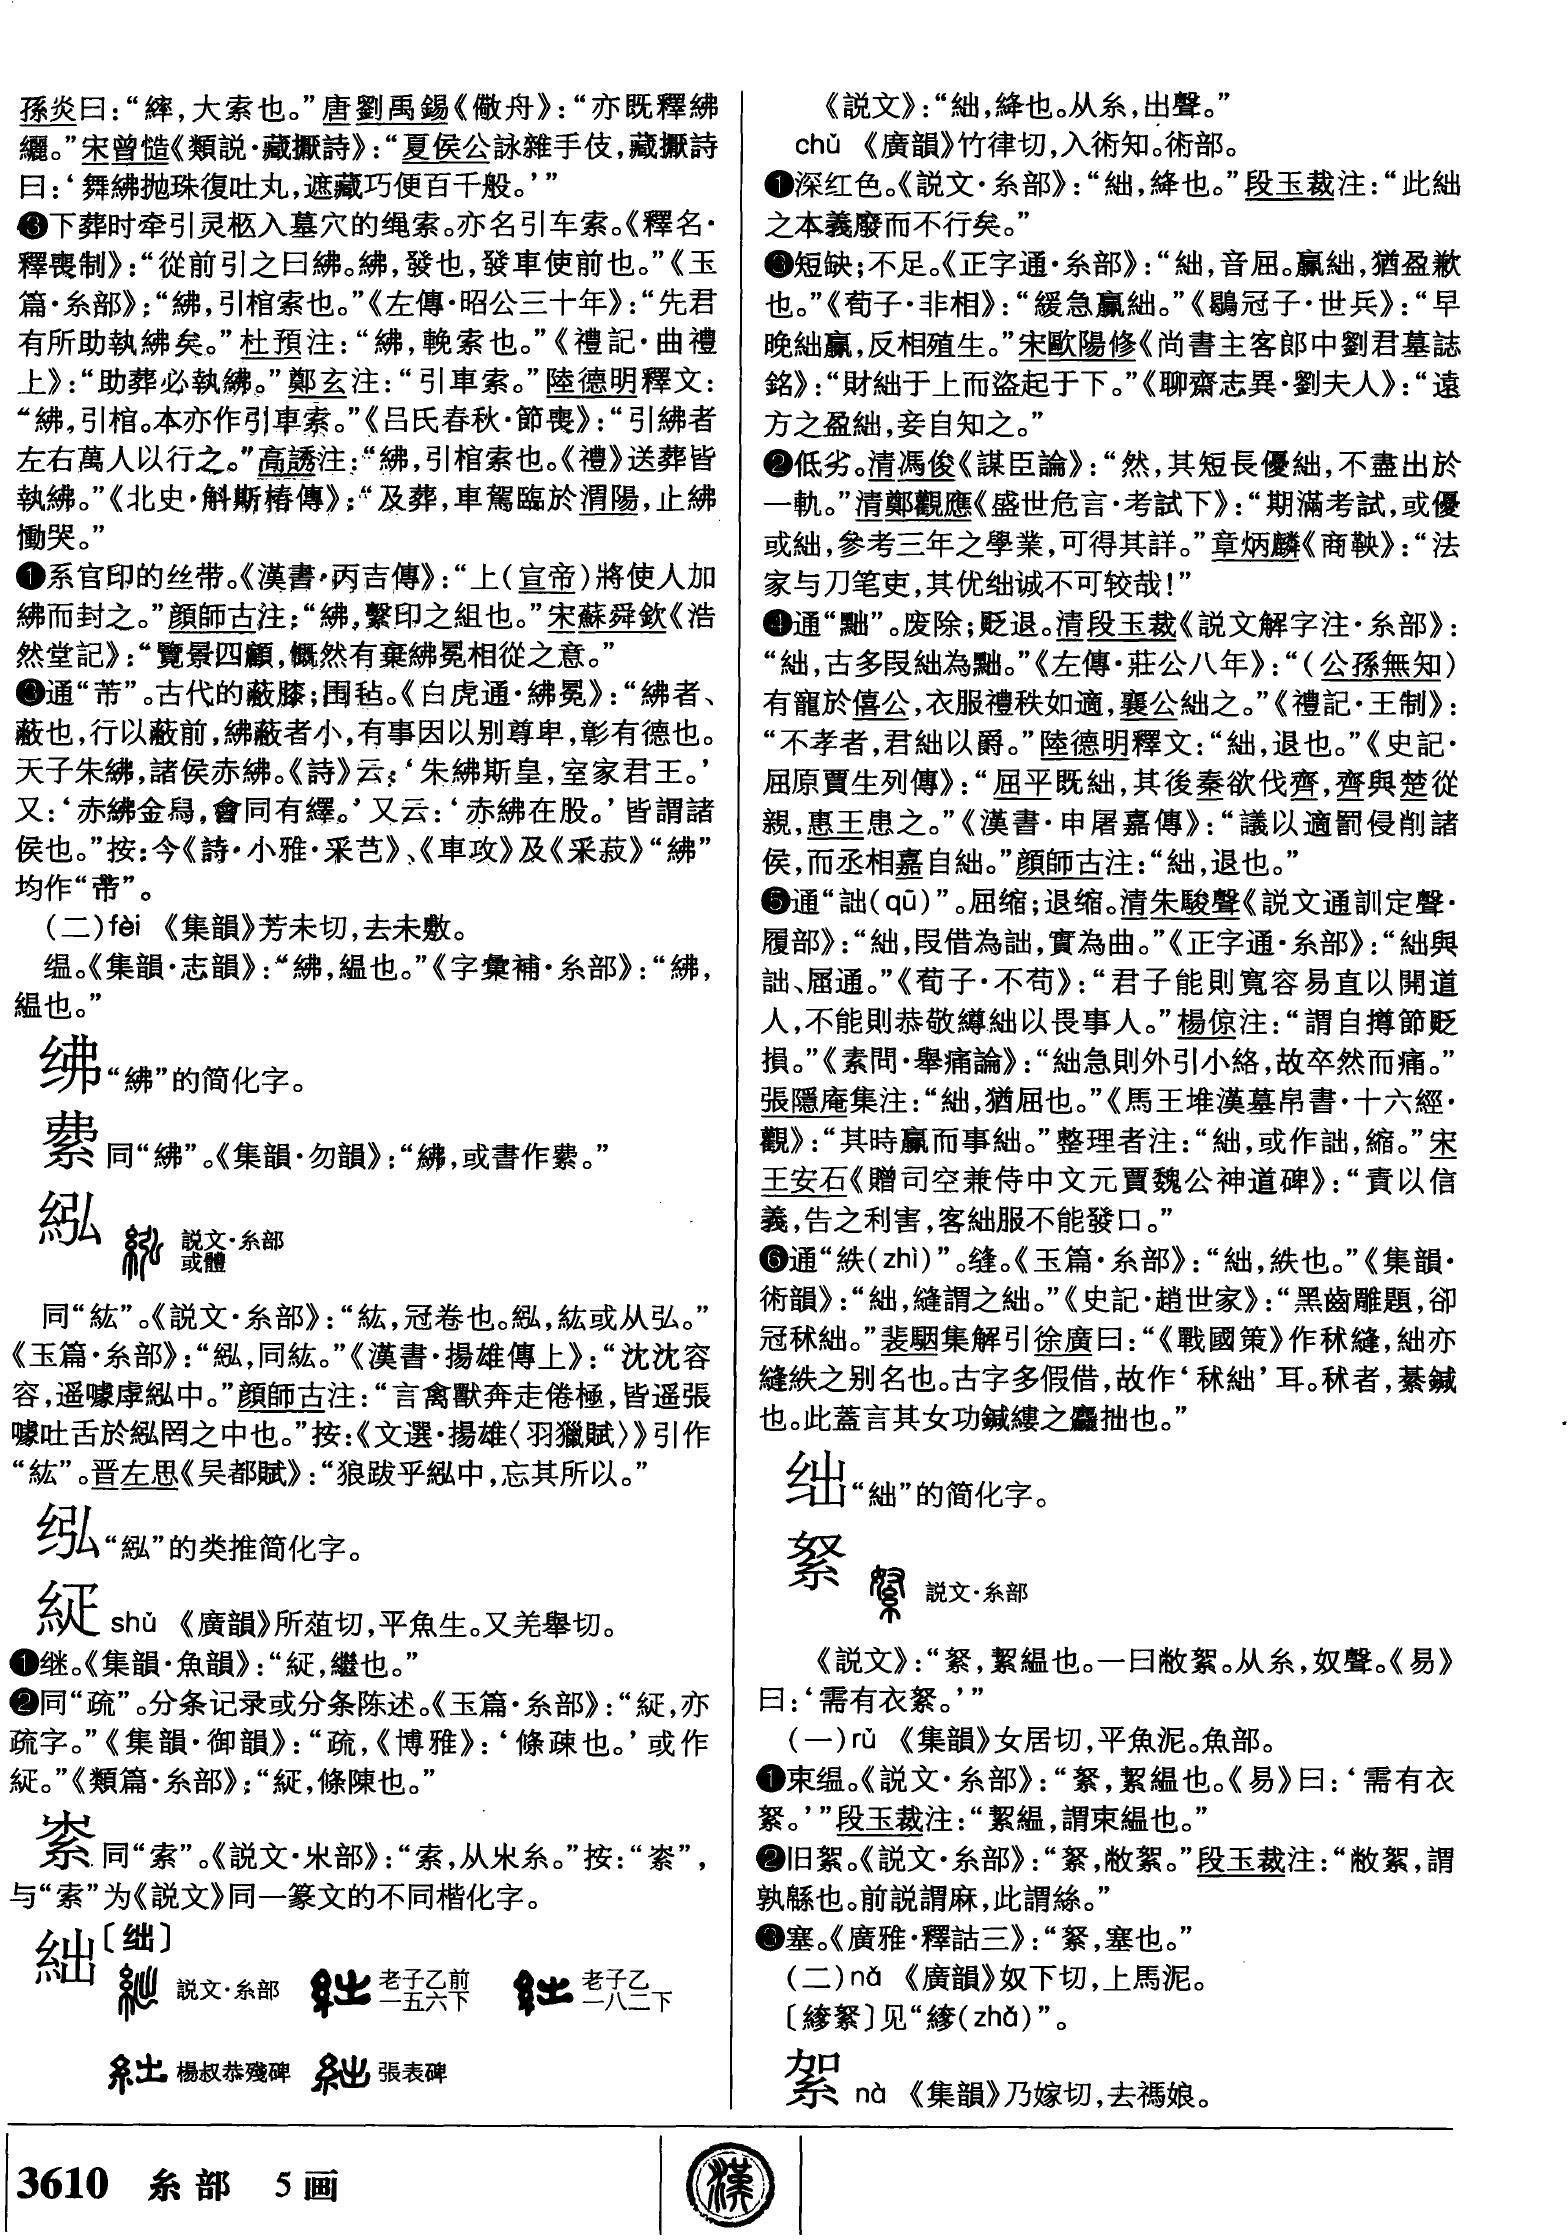 孫炎曰：“繂，大索也。”唐劉禹錫《儆舟》：“亦既釋紼
纚。”宋曾慥《類説·藏擫詩》：“夏侯公詠雜手伎，藏擫詩
曰：‘舞紼抛珠復吐丸，遮藏巧便百千般。’”
❸下葬时牵引灵柩入墓穴的绳索。亦名引车索。《釋名·
釋喪制》：“從前引之曰紼。紼，發也，發車使前也。”《玉
篇·糸部》：“紼，引棺索也。”《左傳·昭公三十年》：“先君
有所助執紼矣。”杜預注：“紼，輓索也。”《禮記·曲禮
上》：“助葬必執紼。”鄭玄注：“引車索。”陸德明釋文：
“紼，引棺。本亦作引車索。”《吕氏春秋·節喪》：“引紼者
左右萬人以行之。”高誘注：“紼，引棺索也。《禮》送葬皆
執紼。”《北史·斛斯椿傳》：“及葬，車駕臨於渭陽，止紼
慟哭。”
❹系官印的丝带。《漢書·丙吉傳》：“上（宣帝）將使人加
紼而封之。”顔師古注：“紼，繫印之組也。”宋蘇舜欽《浩
然堂記》：“覽景四顧，慨然有棄紼冕相從之意。”
❺通“芾”。古代的蔽膝；围毡。《白虎通·紼冕》：“紼者、
蔽也，行以蔽前，紼蔽者小，有事因以别尊卑，彰有德也。
天子朱紼，諸侯赤紼。《詩》云：‘朱紼斯皇，室家君王。’
又：‘赤紼金舄，會同有繹。’又云：‘赤紼在股。’皆謂諸
侯也。”按：今《詩·小雅·采芑》、《車攻》及《采菽》“紼”
均作“芾”。
（二）fèi　《集韻》芳未切，去未敷。
缊。《集韻·志韻》：“紼，緼也。”《字彙補·糸部》：“紼，
緼也。”
绋“紼”的简化字。
綤同“紼”。《集韻·勿韻》：“紼，或書作綤。”
紭
説文·糸部
或體
同“紘”。《説文·糸部》：“紘，冠卷也。紭，紘或从弘。”
《玉篇·糸部》：“紭，同紘。”《漢書·揚雄傳上》：“沈沈容
容，遥噱虖紭中。”顔師古注：“言禽獸奔走倦極，皆遥張
噱吐舌於紭罔之中也。”按：《文選·揚雄〈羽獵賦〉》引作
“紘”。晋左思《吴都賦》：“狼跋乎紭中，忘其所以。”
𫄧“紭”的类推简化字。
綎shǔ　《廣韻》所葅切，平魚生。又羌舉切。
❶继。《集韻·魚韻》：“，繼也。”
❷同“疏”。分条记录或分条陈述。《玉篇·糸部》：“，亦
疏字。”《集韻·御韻》：“疏，《博雅》：‘條疎也。’或作
。”《類篇·糸部》：“，條陳也。”
同“索”。《説文·𣎵部》：“索，从𣎵糸。”按：“”，
与“索”为《説文》同一篆文的不同楷化字。
絀〔绌〕
説文·糸部　老子乙前一五六下　老子乙一八二下
楊叔恭殘碑　張表碑
《説文》：“絀，絳也。从糸，出聲。”
chù　《廣韻》竹律切，入術知。術部。
❶深红色。《説文·糸部》：“絀，絳也。”段玉裁注：“此絀
之本義廢而不行矣。”
❷短缺；不足。《正字通·糸部》：“絀，音屈。贏絀，猶盈歉
也。”《荀子·非相》：“緩急贏絀。”《鶡冠子·世兵》：“早
晚絀贏，反相殖生。”宋歐陽修《尚書主客郎中劉君墓誌
銘》：“財絀于上而盗起于下。”《聊齋志異·劉夫人》：“遠
方之盈絀，妾自知之。”
❸低劣。清馮俊《謀臣論》：“然，其短長優絀，不盡出於
一軌。”清鄭觀應《盛世危言·考試下》：“期滿考試，或優
或絀，參考三年之學業，可得其詳。”章炳麟《商鞅》：“法
家与刀笔吏，其优绌诚不可较哉！”
❹通“黜”。废除；贬退。清段玉裁《説文解字注·糸部》：
“絀，古多叚絀為黜。”《左傳·莊公八年》：“（公孫無知）
有寵於僖公，衣服禮秩如適，襄公絀之。”《禮記·王制》：
“不孝者，君絀以爵。”陸德明釋文：“絀，退也。”《史記·
屈原賈生列傳》：“屈平既絀，其後秦欲伐齊，齊與楚從
親，惠王患之。”《漢書·申屠嘉傳》：“議以適罰侵削諸
侯，而丞相嘉自絀。”顔師古注：“絀，退也。”
❺通“詘（qū）”。屈缩；退缩。清朱駿聲《説文通訓定聲·
履部》：“絀，叚借為詘，實為曲。”《正字通·糸部》：“絀與
詘、屈通。”《荀子·不苟》：“君子能則寬容易直以開道
人，不能則恭敬繜絀以畏事人。”楊倞注：“謂自撙節貶
損。”《素問·舉痛論》：“絀急則外引小絡，故卒然而痛。”
張隱庵集注：“絀，猶屈也。”《馬王堆漢墓帛書·十六經·
觀》：“其時贏而事絀。”整理者注：“絀，或作詘，縮。”宋
王安石《贈司空兼侍中文元賈魏公神道碑》：“責以信
義，告之利害，客絀服不能發口。”
❻通“紩（zhì）”。缝。《玉篇·糸部》：“絀，紩也。”《集韻·
術韻》：“絀，縫謂之絀。”《史記·趙世家》：“黑齒雕題，卻
冠秫絀。”裴駰集解引徐廣曰：“《戰國策》作秫縫，絀亦
縫紩之别名也。古字多假借，故作‘秫絀’耳。秫者，綦鍼
也。此蓋言其女功鍼縷之麤拙也。”
绌“絀”的简化字。
絮
説文·糸部
《説文》：“，絜緼也。一曰敝絮。从糸，奴聲。《易》
曰：‘需有衣。’”
（一）rú　《集韻》女居切，平魚泥。魚部。
❶束缊。《説文·糸部》：“，絜緼也。《易》曰：‘需有衣
。’”段玉裁注：“絜緼，謂束緼也。”
❷旧絮。《説文·糸部》：“，敝絮。”段玉裁注：“敝絮，謂
孰緜也。前説謂麻，此謂絲。”
❸塞。《廣雅·釋詁三》：“，塞也。”
（二）nǎ　《廣韻》奴下切，上馬泥。
〔〕见“（zhǎ）”。
nà　《集韻》乃嫁切，去禡娘。
3610　糸部　5画
漢